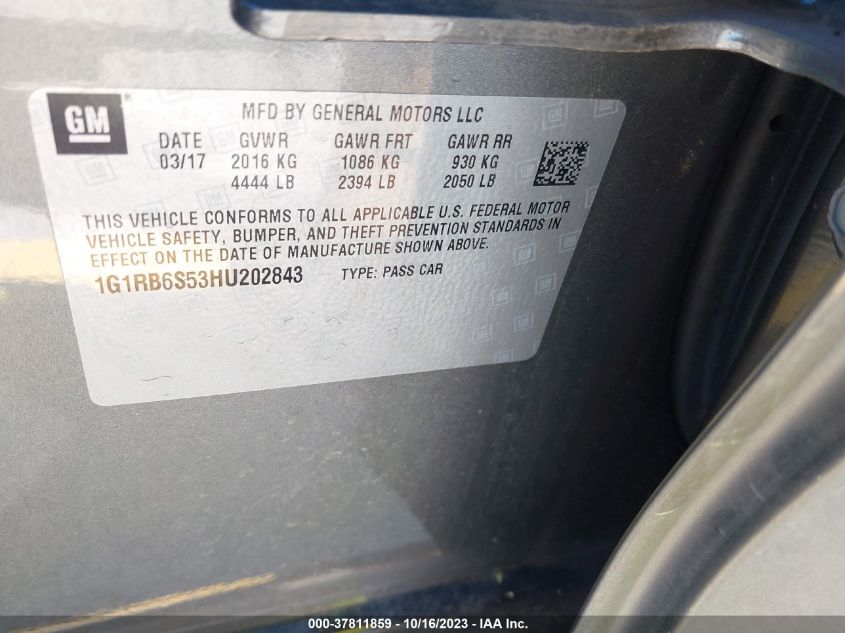 GM
MFD BY GENERAL MOTORS LLC
DATE GVWR GAWR FRT GAWR RR
03/17 2016 KG 1086 KG 930 KG
4444 LB 2394 LB 2050 LB
THIS VEHICLE CONFORMS TO ALL APPLICABLE U.S. FEDERAL MOTOR
VEHICLE SAFETY, BUMPER, AND THEFT PREVENTION STANDARDS IN
EFFECT ON THE DATE OF MANUFACTURE SHOWN ABOVE.
1G1RB6S53HU202843 TYPE: PASS CAR
000-37811859 - 10/16/2023 - IAA Inc.